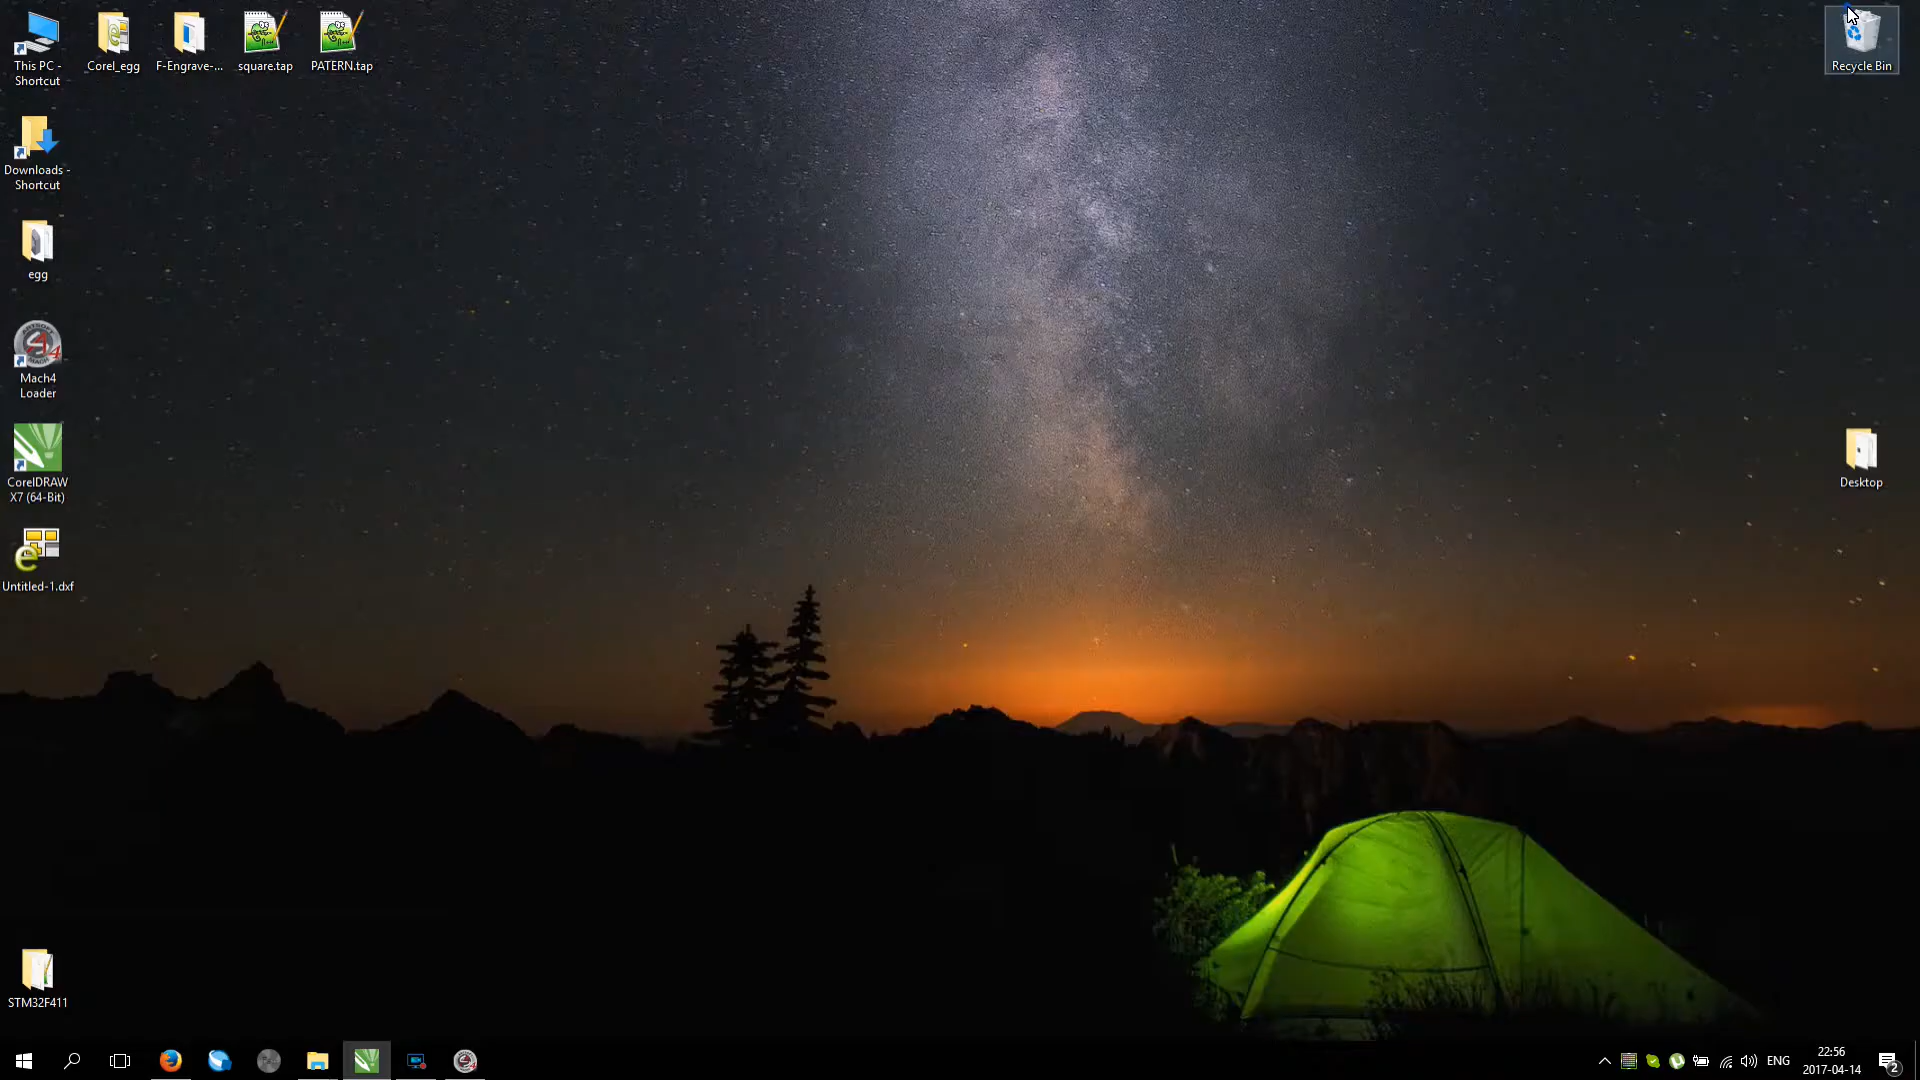 This PC -
Shortcut
Corel_egg
F-Engrave-...
square.tap
PATERN.tap
Recycle Bin
Downloads -
Shortcut
egg
Mach4
Loader
CorelDRAW
X7 (64-Bit)
Desktop
Untitled-1.dxf
STM32F411
ENG
22:56
2017-04-14
2